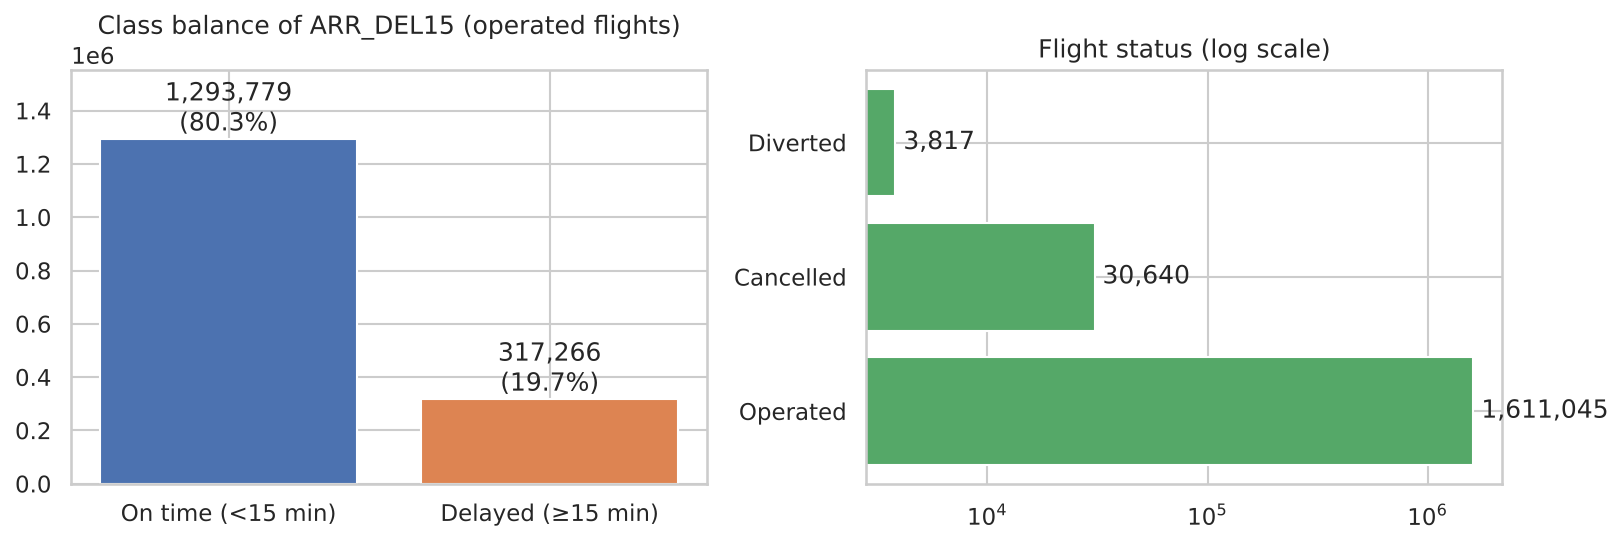 Class balance of ARR_DEL15 (operated flights)
1e6
1.4
1.2
1.0
0.8
0.6
0.4
0.2
0.0
1,293,779
(80.3%)
317,266
(19.7%)
On time (<15 min)
Delayed (≥15 min)
Flight status (log scale)
Diverted
3,817
Cancelled
30,640
Operated
1,611,045
10⁴
10⁵
10⁶